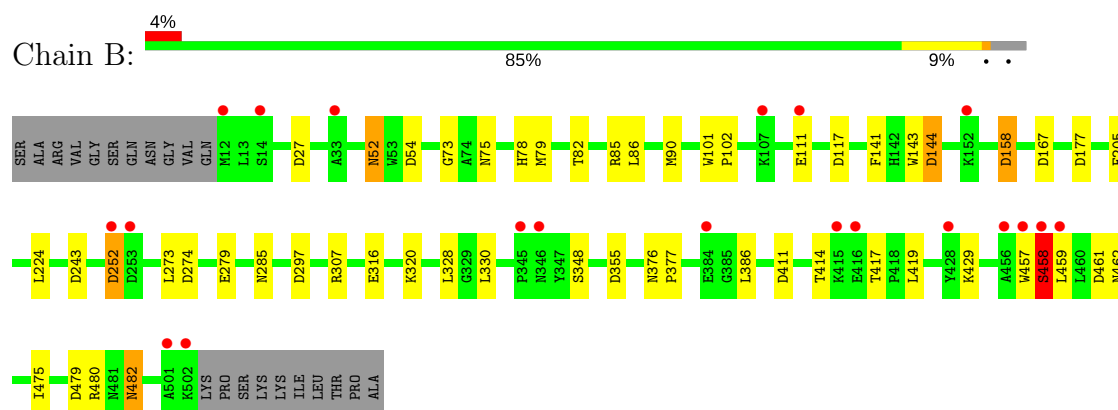 4%
Chain B:
85% 9% • •
SER ALA ARG VAL GLY SER GLN ASN GLY VAL GLN M12 L13 S14 D27 A33 N52 W53 D54 G73 A74 N75 H78 M79 T82 R85 L86 M90 W101 P102 K107 E111 D117 F141 H142 W143 D144 K152 D158 D167 D177
L224 D243 D252 D253 L273 D274 E279 N285 D297 R307 E316 K320 L328 G329 L330 P345 N346 Y347 S348 D355 N376 P377 E384 G385 L386 D411 T414 K415 E416 T417 P418 L419 Y428 K429 A456 W457 S458 L459 L460 D461 N462
I475 D479 R480 N481 N482 A501 K502 LYS PRO SER LYS LYS ILE LEU THR PRO ALA